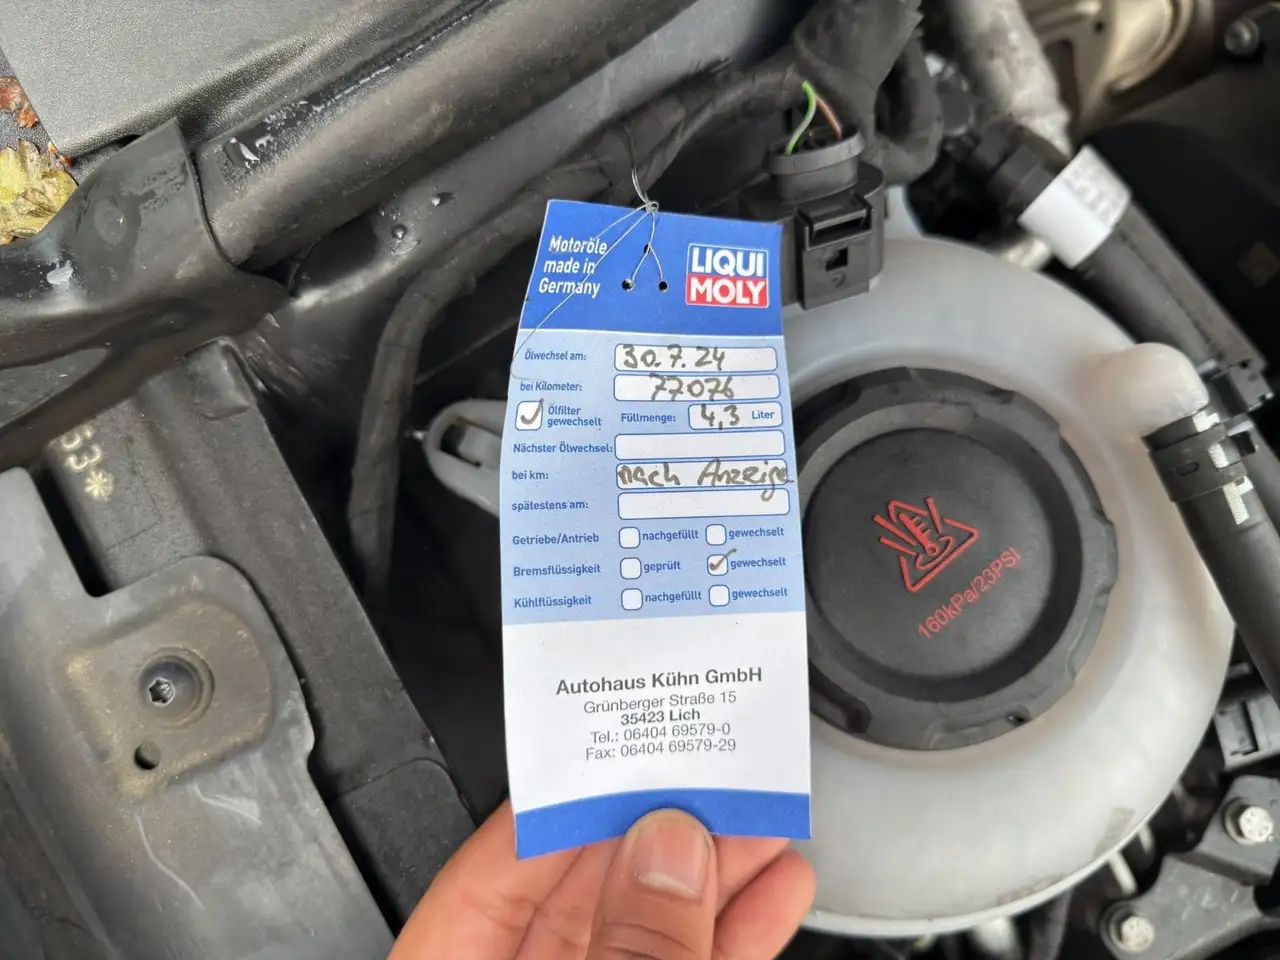 Motoröle
made in
Germany
LIQUI
MOLY
Ölwechsel am: 30.7.24
bei Kilometer: 77076
Ölfilter
gewechselt
Füllmenge: 4,3 Liter
Nächster Ölwechsel:
bei km: nach Anzeige
spätestens am:
Getriebe/Antrieb nachgefüllt gewechselt
Bremsflüssigkeit geprüft gewechselt
Kühlflüssigkeit nachgefüllt gewechselt
Autohaus Kühn GmbH
Grünberger Straße 15
35423 Lich
Tel.: 06404 69579-0
Fax: 06404 69579-29
160kPa/23PSI
53*